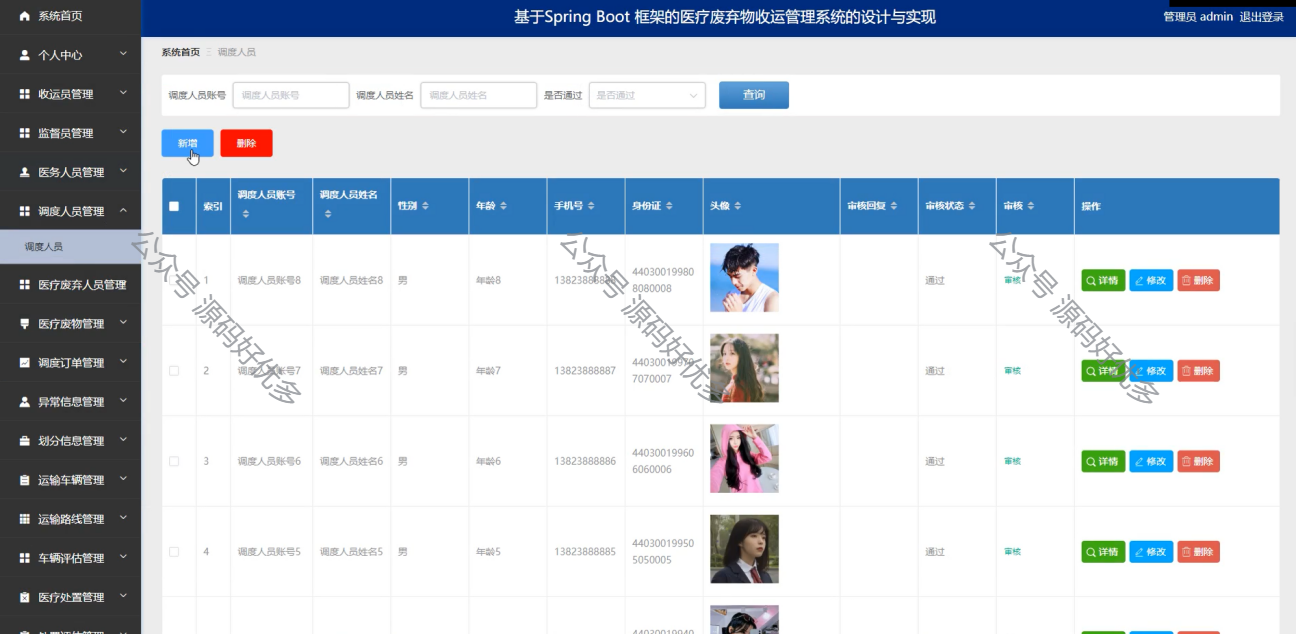 系统首页
个人中心
收运员管理
监督员管理
医务人员管理
调度人员管理
调度人员
医疗废弃人员管理
医疗废物管理
调度订单管理
异常信息管理
划分信息管理
运输车辆管理
运输路线管理
车辆评估管理
医疗处置管理
基于Spring Boot 框架的医疗废弃物收运管理系统的设计与实现
管理员 admin 退出登录
系统首页 调度人员
调度人员账号 调度人员账号 调度人员姓名 调度人员姓名 是否通过 是否通过 查询
新增 删除
索引 调度人员账号 调度人员姓名 性别 年龄 手机号 身份证 头像 审核回复 审核状态 审核 操作
1 调度人员账号8 调度人员姓名8 男 年龄8 13823888888 44030019980 通过 审核 详情 修改 删除
8080008
2 调度人员账号7 调度人员姓名7 男 年龄7 13823888887 44030019970 通过 审核 详情 修改 删除
7070007
3 调度人员账号6 调度人员姓名6 男 年龄6 13823888886 44030019960 通过 审核 详情 修改 删除
6060006
4 调度人员账号5 调度人员姓名5 男 年龄5 13823888885 44030019950 通过 审核 详情 修改 删除
5050005
44030019940
公众号 源码好优多
公众号 源码好优多
公众号 源码好优多